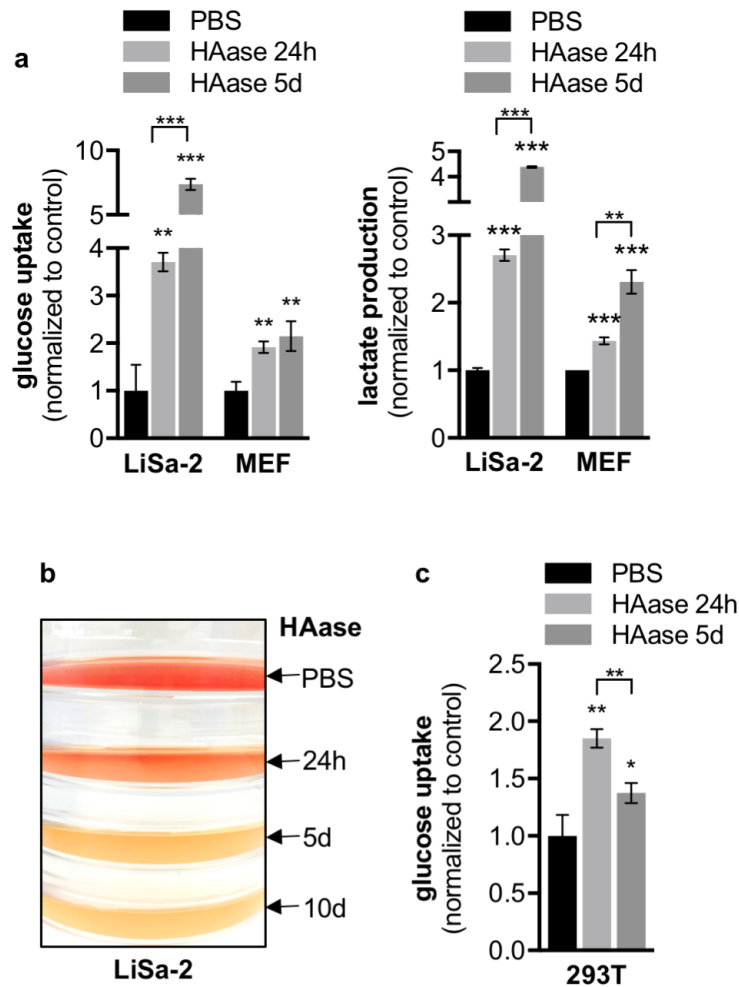 a
PBS
HAase 24h
HAase 5d
glucose uptake
(normalized to control)
10
5
4
3
2
1
0
***
**
***
**
**
LiSa-2
MEF
PBS
HAase 24h
HAase 5d
lactate production
(normalized to control)
5
4
3
2
1
0
***
***
***
**
***
***
LiSa-2
MEF
b
HAase
PBS
24h
5d
10d
LiSa-2
c
PBS
HAase 24h
HAase 5d
glucose uptake
(normalized to control)
2.5
2.0
1.5
1.0
0.5
0.0
**
**
*
293T